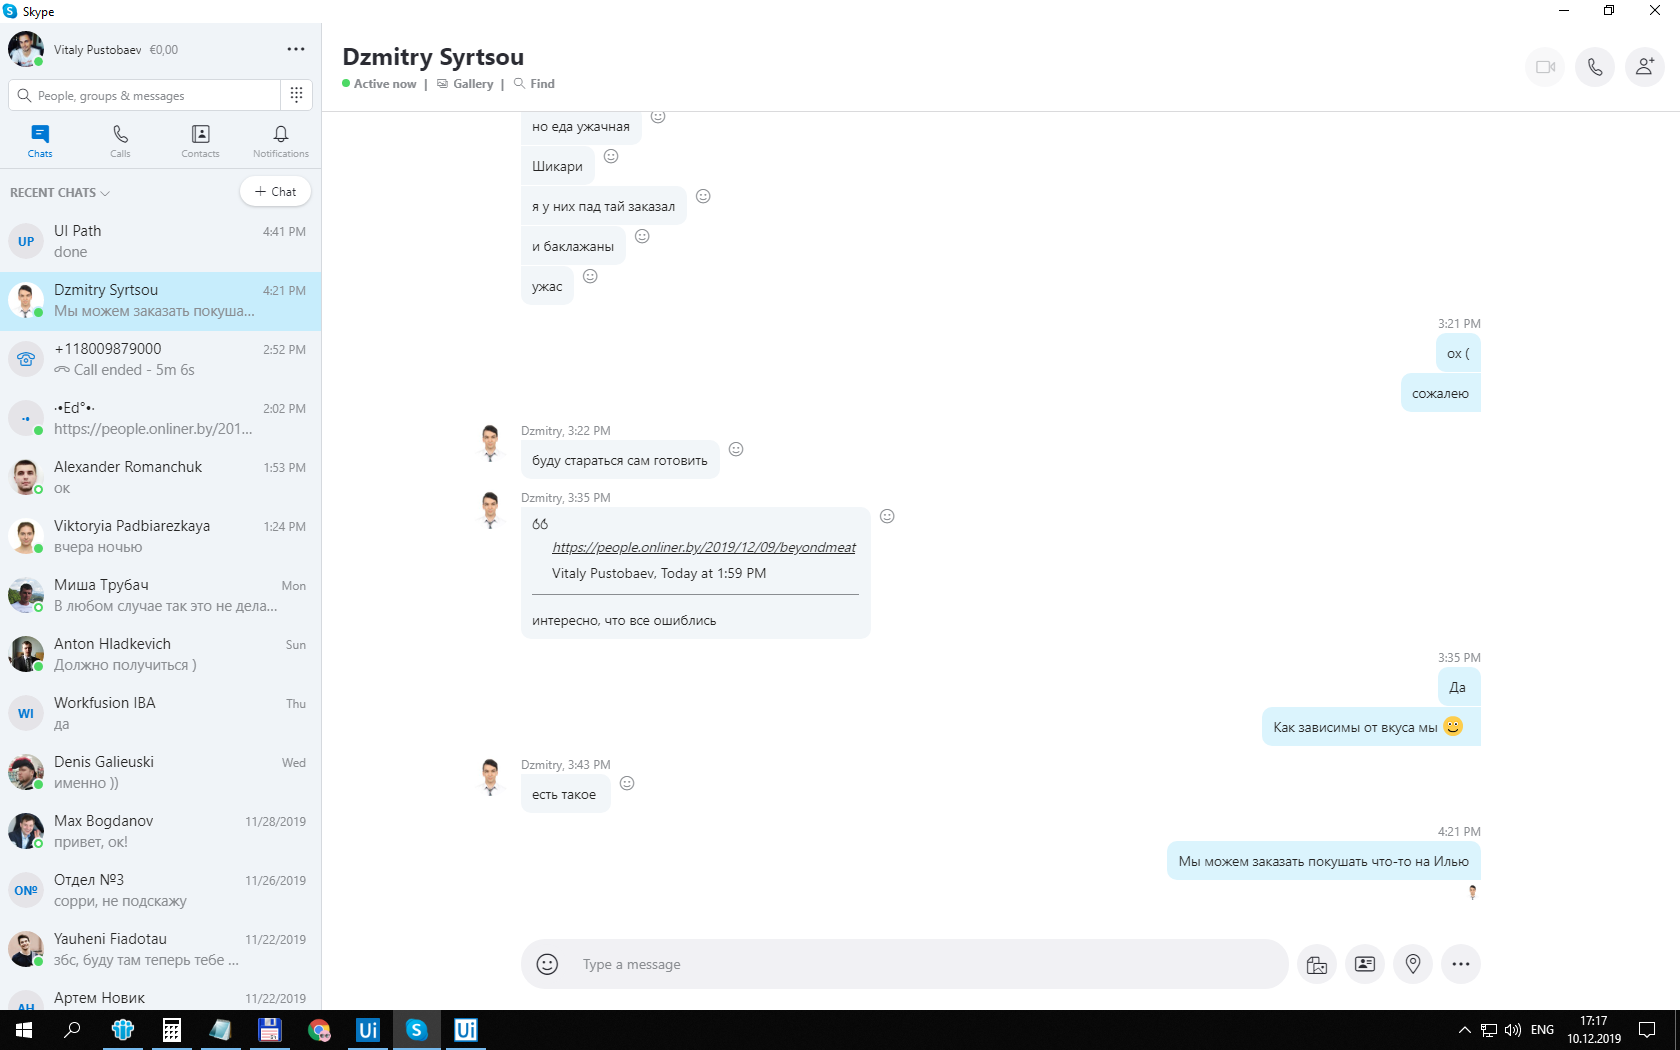 Skype
Vitaly Pustobaev €0,00
People, groups & messages
Chats Calls Contacts Notifications
RECENT CHATS
Chat
UP
UI Path 4:41 PM
done
Dzmitry Syrtsou 4:21 PM
Мы можем заказать покуша...
+118009879000 2:52 PM
Call ended - 5m 6s
·•Ed°•· 2:02 PM
https://people.onliner.by/201...
Alexander Romanchuk 1:53 PM
ок
Viktoryia Padbiarezkaya 1:24 PM
вчера ночью
Миша Трубач Mon
В любом случае так это не дела...
Anton Hladkevich Sun
Должно получиться )
WI
Workfusion IBA Thu
да
Denis Galieuski Wed
именно ))
Max Bogdanov 11/28/2019
привет, ок!
ОN№
Отдел №3 11/26/2019
сорри, не подскажу
Yauheni Fiadotau 11/22/2019
збс, буду там теперь тебе ...
АН
Артем Новик 11/22/2019
Dzmitry Syrtsou
Active now | Gallery | Find
но еда ужачная
Шикари
я у них пад тай заказал
и баклажаны
ужас
3:21 PM
ох (
сожалею
Dzmitry, 3:22 PM
буду стараться сам готовить
Dzmitry, 3:35 PM
https://people.onliner.by/2019/12/09/beyondmeat
Vitaly Pustobaev, Today at 1:59 PM
интересно, что все ошиблись
3:35 PM
Да
Как зависимы от вкуса мы
Dzmitry, 3:43 PM
есть такое
4:21 PM
Мы можем заказать покушать что-то на Илью
Type a message
Ui
S
Ui
ENG
17:17
10.12.2019